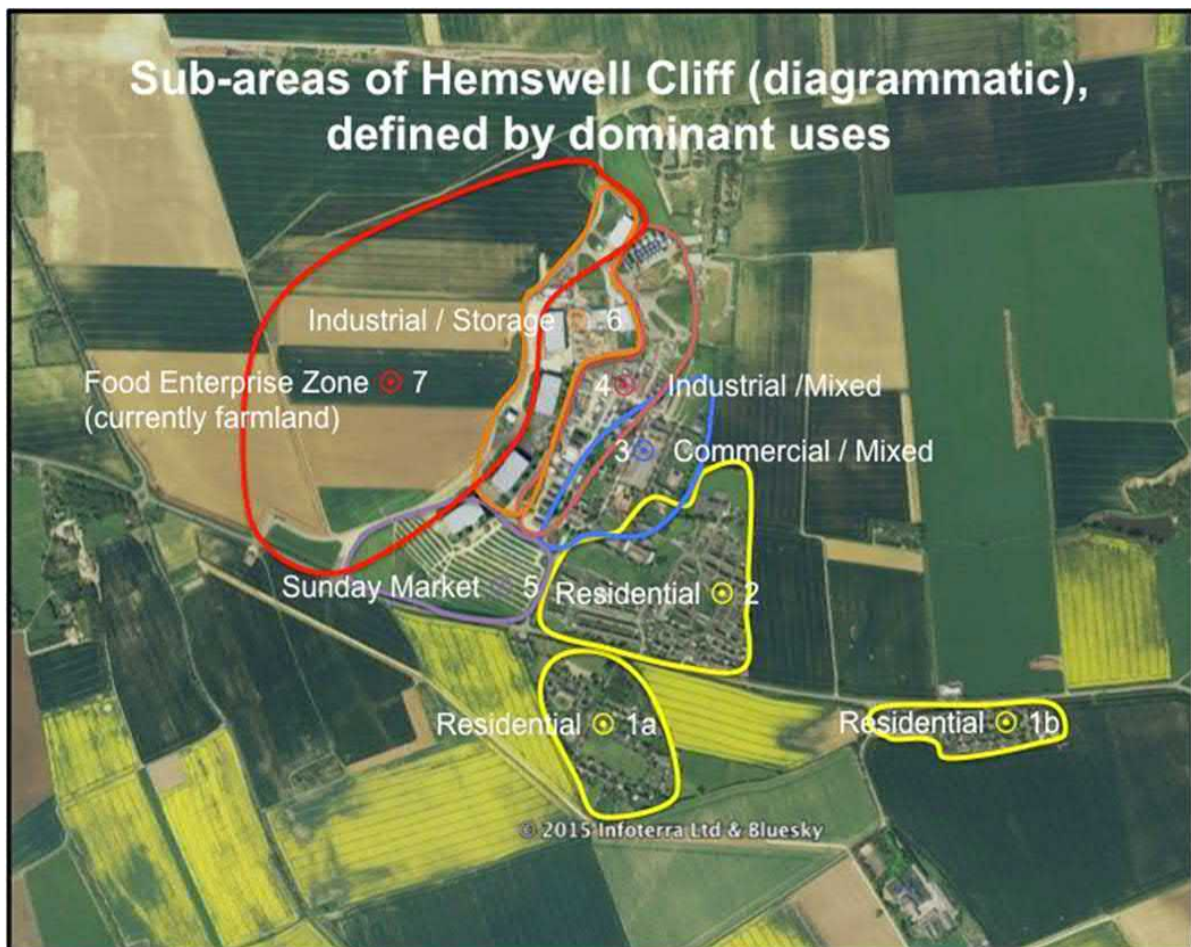 Sub-areas of Hemswell Cliff (diagrammatic),
defined by dominant uses
Industrial / Storage 6
Food Enterprise Zone 7
(currently farmland)
4 Industrial /Mixed
3 Commercial / Mixed
Sunday Market 5
Residential 2
Residential 1a
Residential 1b
© 2015 Infoterra Ltd & Bluesky